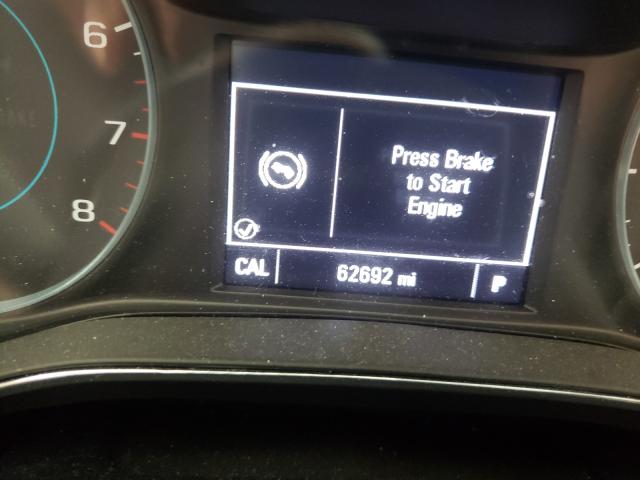 6
7
8
Press Brake
to Start
Engine
CAL 62692 mi P